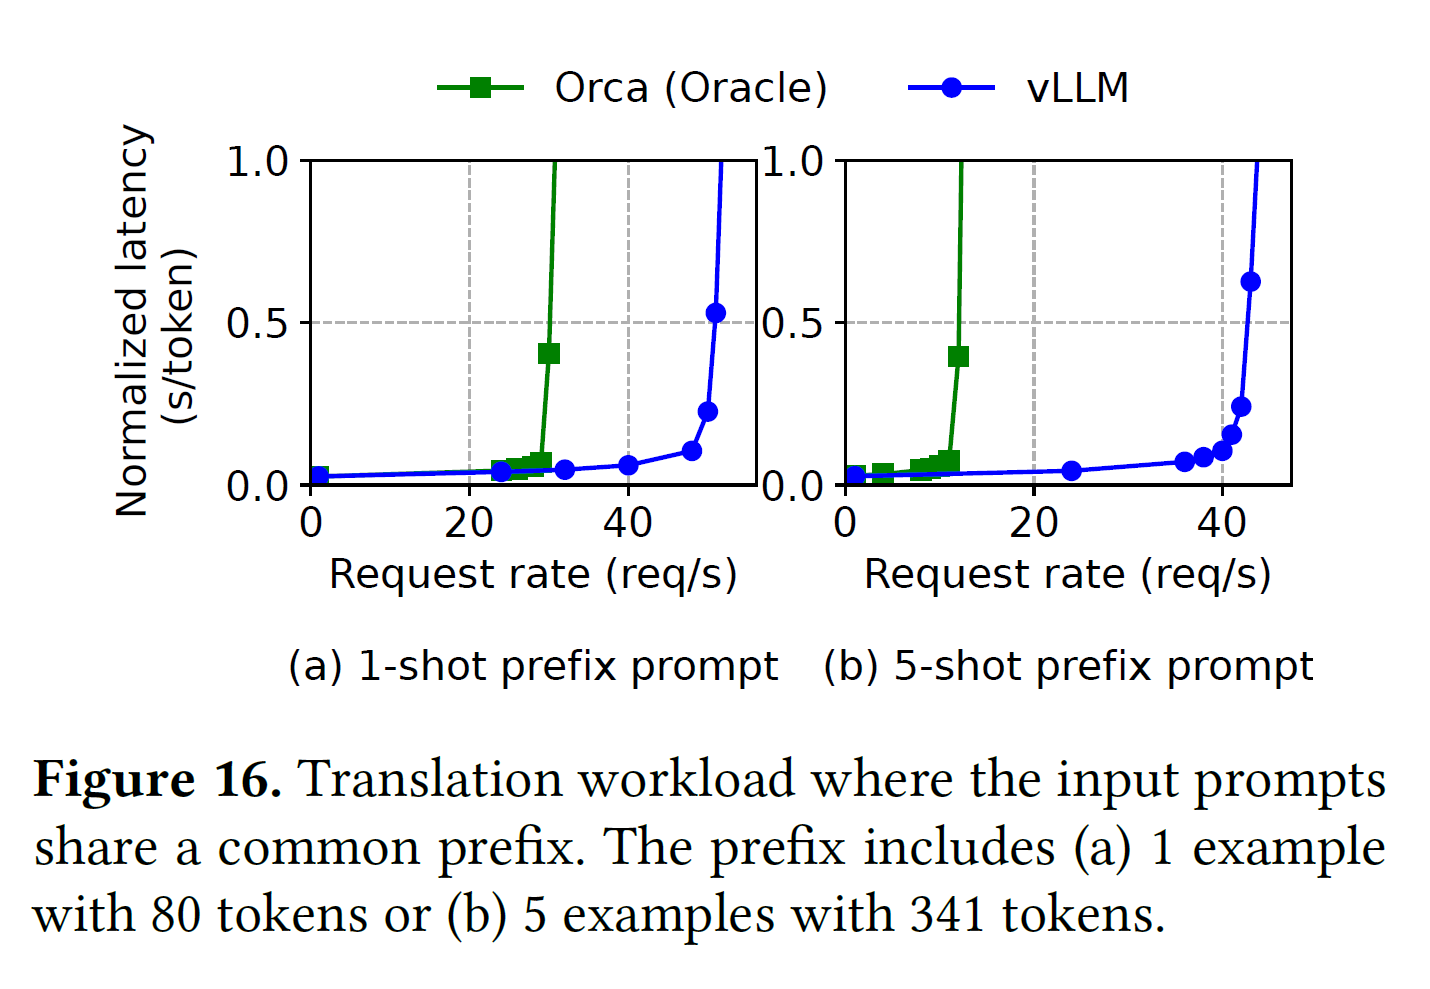 Orca (Oracle) vLLM
Normalized latency
(s/token)
1.0
0.5
0.0
0 20 40
Request rate (req/s)
(a) 1-shot prefix prompt
1.0
0.5
0.0
0 20 40
Request rate (req/s)
(b) 5-shot prefix prompt
Figure 16. Translation workload where the input prompts
share a common prefix. The prefix includes (a) 1 example
with 80 tokens or (b) 5 examples with 341 tokens.